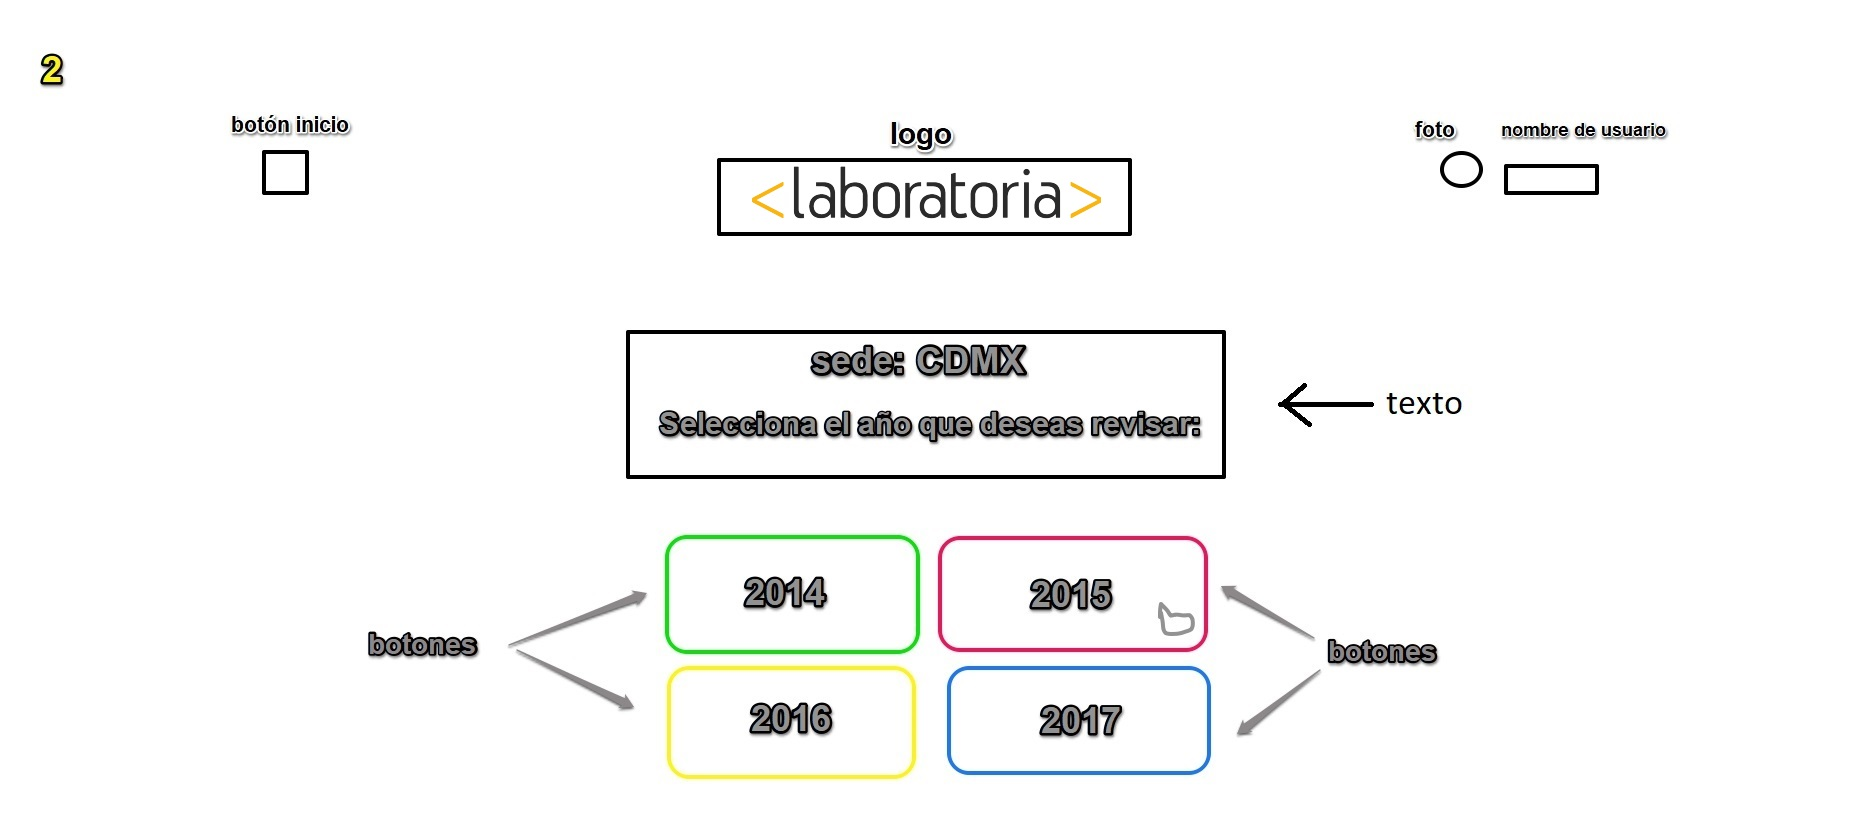 2
botón inicio
logo
foto
nombre de usuario
<laboratoria>
sede: CDMX
Selecciona el año que deseas revisar:
texto
2014
2015
botones
botones
2016
2017